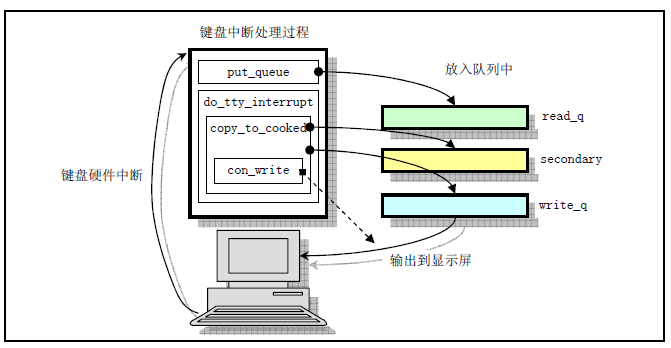 键盘中断处理过程
put_queue
放入队列中
do_tty_interrupt
read_q
copy_to_cooked
secondary
键盘硬件中断
con_write
write_q
输出到显示屏